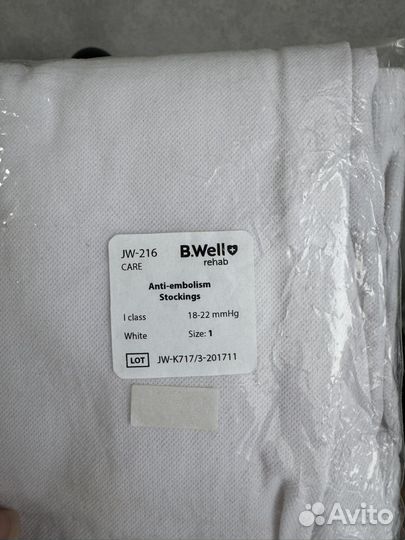 JW-216
CARE
B.Well
rehab
Anti-embolism
Stockings
I class 18-22 mmHg
White Size: 1
LOT JW-K717/3-201711
Avito